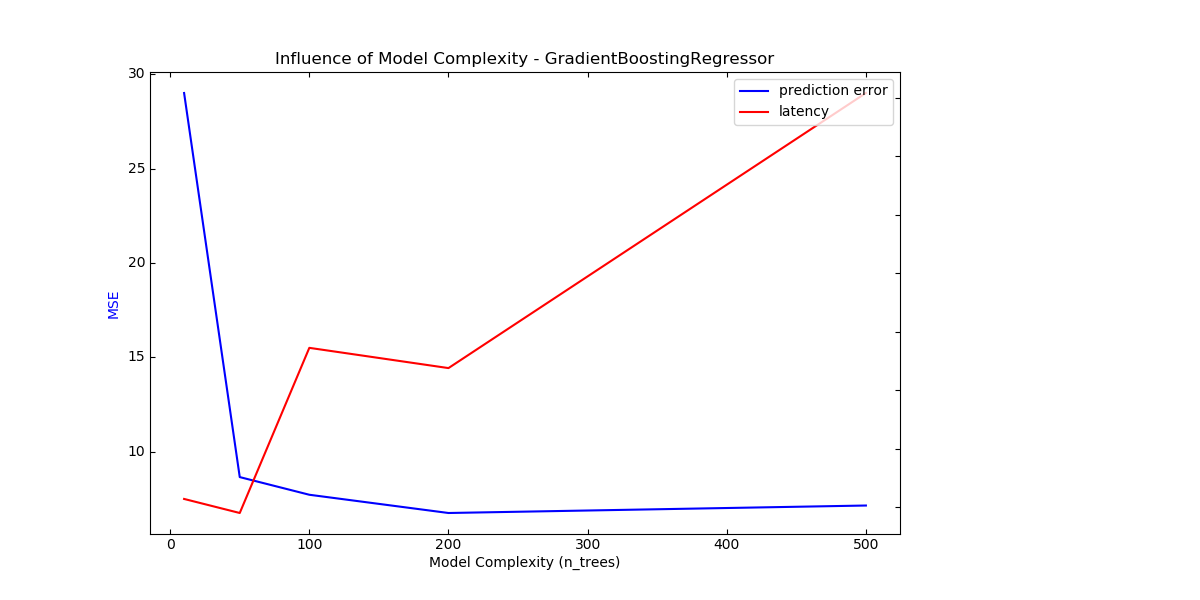 Influence of Model Complexity - GradientBoostingRegressor
prediction error
latency
30
25
20
15
10
MSE
0 100 200 300 400 500
Model Complexity (n_trees)